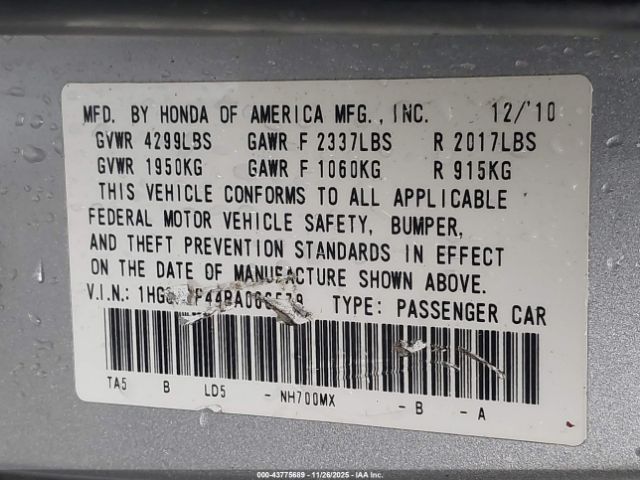 MFD. BY HONDA OF AMERICA MFG., INC. 12/'10
GVWR 4299LBS GAWR F 2337LBS R 2017LBS
GVWR 1950KG GAWR F 1060KG R 915KG
THIS VEHICLE CONFORMS TO ALL APPLICABLE
FEDERAL MOTOR VEHICLE SAFETY, BUMPER,
AND THEFT PREVENTION STANDARDS IN EFFECT
ON THE DATE OF MANUFACTURE SHOWN ABOVE.
V.I.N.: TYPE: PASSENGER CAR
TA5 B LD5 - NH700MX - B - A
000-43775689 | 11/26/2025 | IAA Inc.